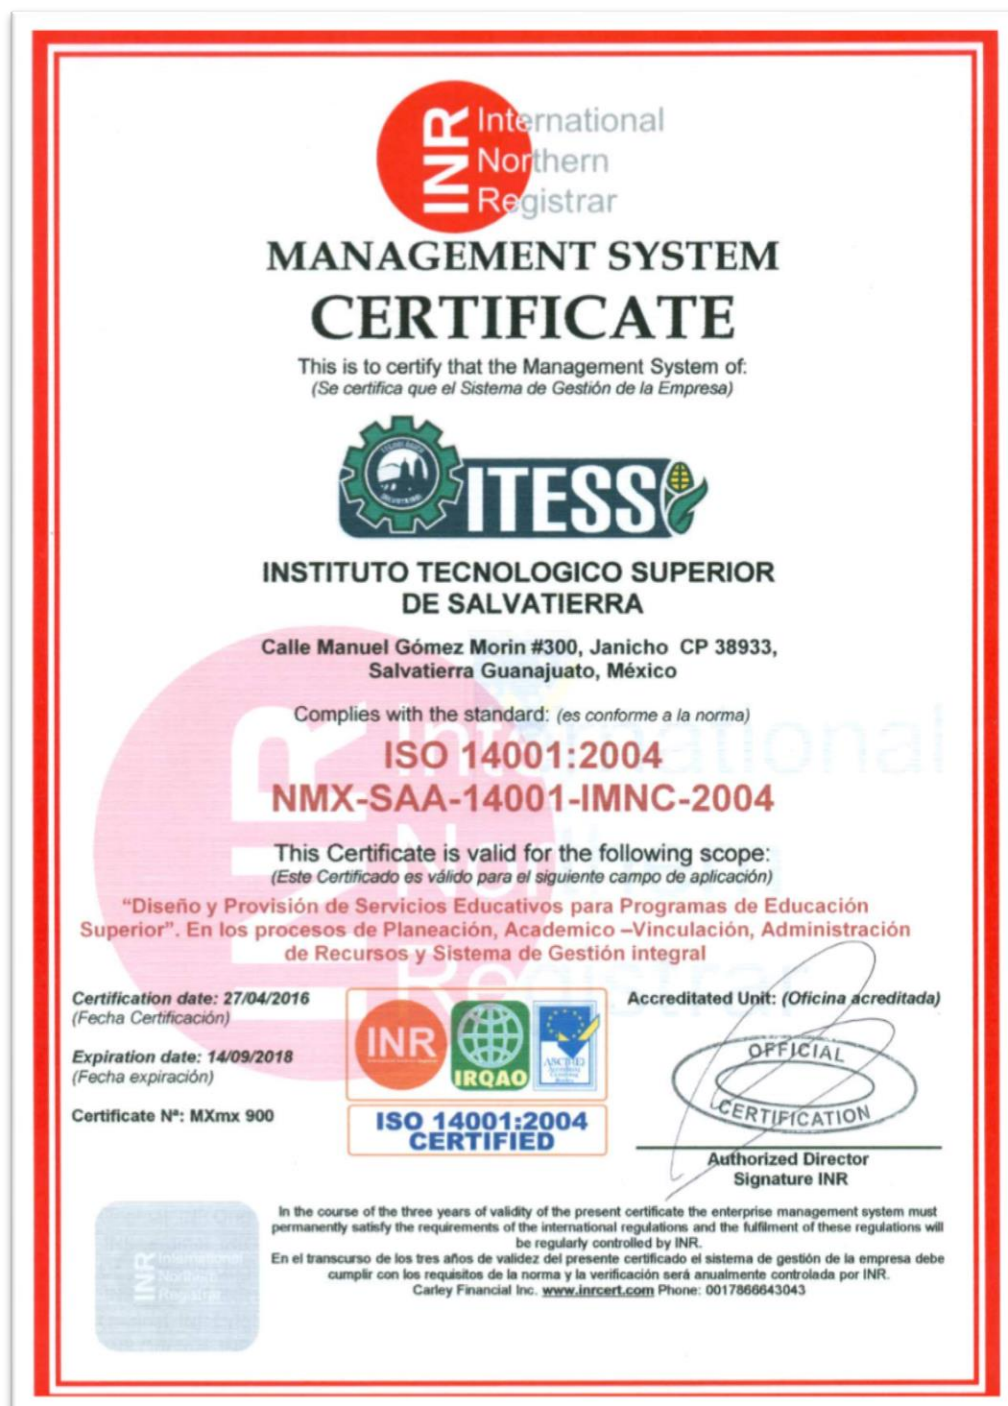 INR International
Northern
Registrar
MANAGEMENT SYSTEM
CERTIFICATE
This is to certify that the Management System of:
(Se certifica que el Sistema de Gestión de la Empresa)
ITESS
INSTITUTO TECNOLOGICO SUPERIOR
DE SALVATIERRA
Calle Manuel Gómez Morin #300, Janicho CP 38933,
Salvatierra Guanajuato, México
Complies with the standard: (es conforme a la norma)
ISO 14001:2004
NMX-SAA-14001-IMNC-2004
This Certificate is valid for the following scope:
(Este Certificado es válido para el siguiente campo de aplicación)
"Diseño y Provisión de Servicios Educativos para Programas de Educación
Superior". En los procesos de Planeación, Academico –Vinculación, Administración
de Recursos y Sistema de Gestión integral
Certification date: 27/04/2016
(Fecha Certificación)
Expiration date: 14/09/2018
(Fecha expiración)
Certificate Nª: MXmx 900
INR
IRQAO
ISO 14001:2004
CERTIFIED
Accreditated Unit: (Oficina acreditada)
OFFICIAL
CERTIFICATION
Authorized Director
Signature INR
INR International
Northern
Registrar
In the course of the three years of validity of the present certificate the enterprise management system must
permanently satisfy the requirements of the international regulations and the fulfilment of these regulations will
be regularly controlled by INR.
En el transcurso de los tres años de validez del presente certificado el sistema de gestión de la empresa debe
cumplir con los requisitos de la norma y la verificación será anualmente controlada por INR.
Carley Financial Inc. www.inrcert.com Phone: 0017866643043